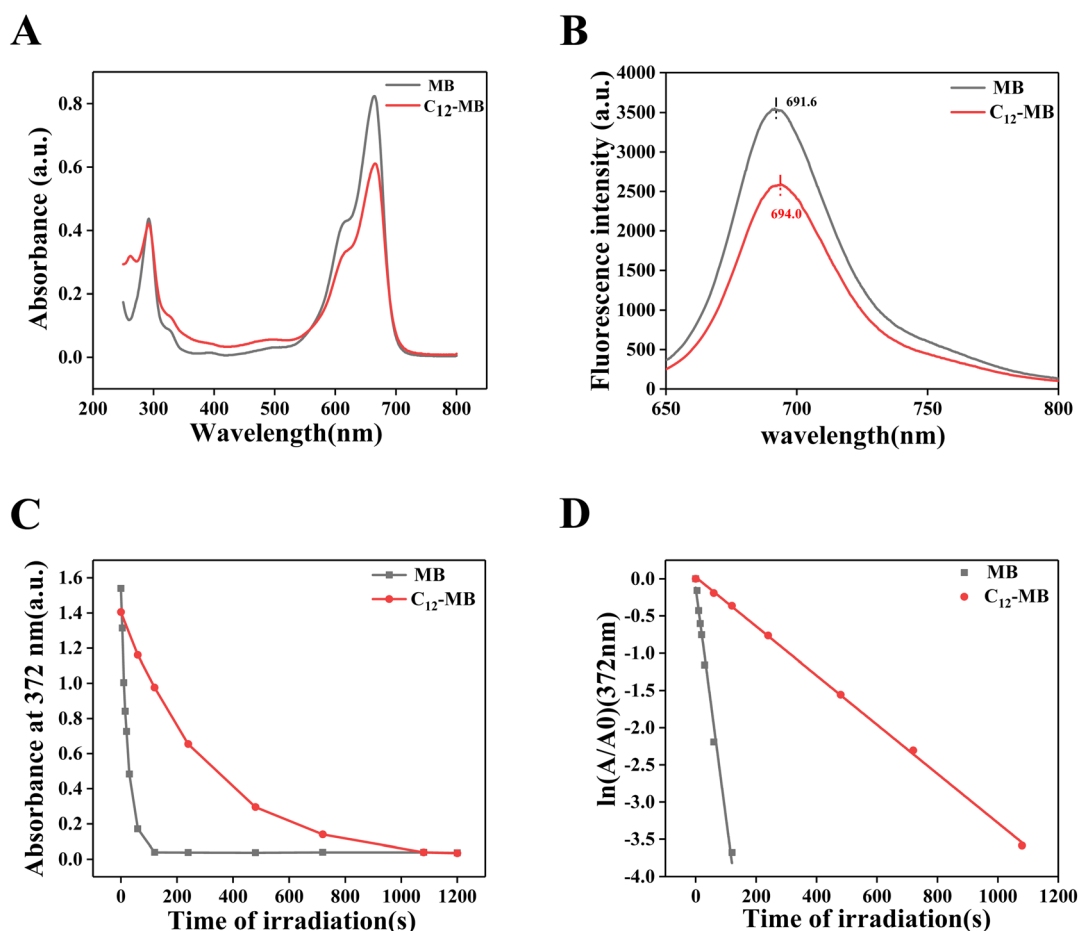 A
MB
C12-MB
0.8
0.6
0.4
0.2
0.0
Absorbance (a.u.)
200 300 400 500 600 700 800
Wavelength(nm)
B
MB
C12-MB
691.6
694.0
4000
3500
3000
2500
2000
1500
1000
500
0
Fluorescence intensity (a.u.)
650 700 750 800
wavelength(nm)
C
MB
C12-MB
1.6
1.4
1.2
1.0
0.8
0.6
0.4
0.2
0.0
Absorbance at 372 nm(a.u.)
0 200 400 600 800 1000 1200
Time of irradiation(s)
D
MB
C12-MB
0.0
-0.5
-1.0
-1.5
-2.0
-2.5
-3.0
-3.5
-4.0
ln(A/A0)(372nm)
0 200 400 600 800 1000 1200
Time of irradiation(s)